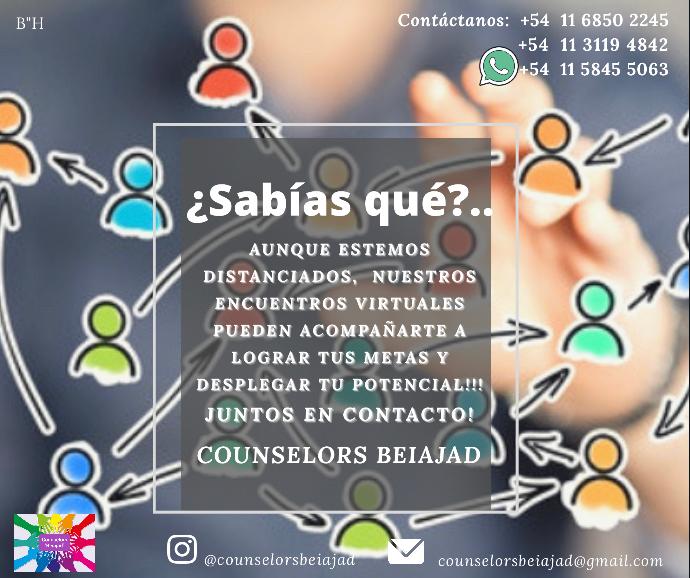 B"H
Contáctanos: +54 11 6850 2245
+54 11 3119 4842
+54 11 5845 5063
¿Sabías qué?..
AUNQUE ESTEMOS
DISTANCIADOS, NUESTROS
ENCUENTROS VIRTUALES
PUEDEN ACOMPAÑARTE A
LOGRAR TUS METAS Y
DESPLEGAR TU POTENCIAL!!!
JUNTOS EN CONTACTO!
COUNSELORS BEIAJAD
Counselors
Beiajad
@counselorsbeiajad
counselorsbeiajad@gmail.com